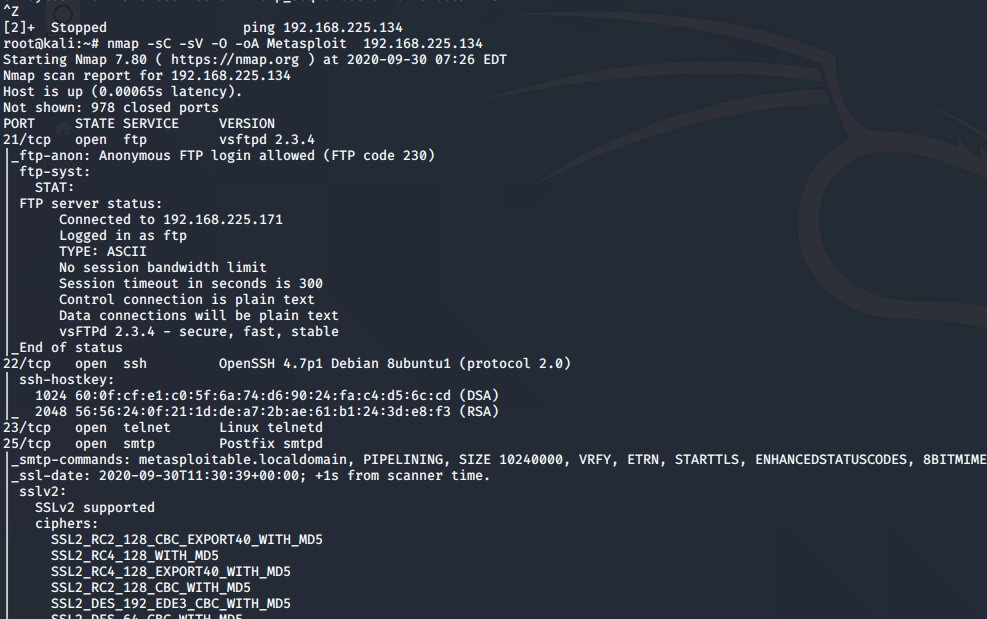 ^Z
[2]+  Stopped                 ping 192.168.225.134
root@kali:~# nmap -sC -sV -O -oA Metasploit  192.168.225.134
Starting Nmap 7.80 ( https://nmap.org ) at 2020-09-30 07:26 EDT
Nmap scan report for 192.168.225.134
Host is up (0.00065s latency).
Not shown: 978 closed ports
PORT     STATE SERVICE     VERSION
21/tcp   open  ftp         vsftpd 2.3.4
|_ftp-anon: Anonymous FTP login allowed (FTP code 230)
| ftp-syst:
|   STAT:
| FTP server status:
|      Connected to 192.168.225.171
|      Logged in as ftp
|      TYPE: ASCII
|      No session bandwidth limit
|      Session timeout in seconds is 300
|      Control connection is plain text
|      Data connections will be plain text
|      vsFTPd 2.3.4 - secure, fast, stable
|_End of status
22/tcp   open  ssh         OpenSSH 4.7p1 Debian 8ubuntu1 (protocol 2.0)
| ssh-hostkey:
|   1024 60:0f:cf:e1:c0:5f:6a:74:d6:90:24:fa:c4:d5:6c:cd (DSA)
|_  2048 56:56:24:0f:21:1d:de:a7:2b:ae:61:b1:24:3d:e8:f3 (RSA)
23/tcp   open  telnet      Linux telnetd
25/tcp   open  smtp        Postfix smtpd
|_smtp-commands: metasploitable.localdomain, PIPELINING, SIZE 10240000, VRFY, ETRN, STARTTLS, ENHANCEDSTATUSCODES, 8BITMIME
|_ssl-date: 2020-09-30T11:30:39+00:00; +1s from scanner time.
| sslv2:
|   SSLv2 supported
|   ciphers:
|     SSL2_RC2_128_CBC_EXPORT40_WITH_MD5
|     SSL2_RC4_128_WITH_MD5
|     SSL2_RC4_128_EXPORT40_WITH_MD5
|     SSL2_RC2_128_CBC_WITH_MD5
|     SSL2_DES_192_EDE3_CBC_WITH_MD5
|     SSL2_DES_64_CBC_WITH_MD5